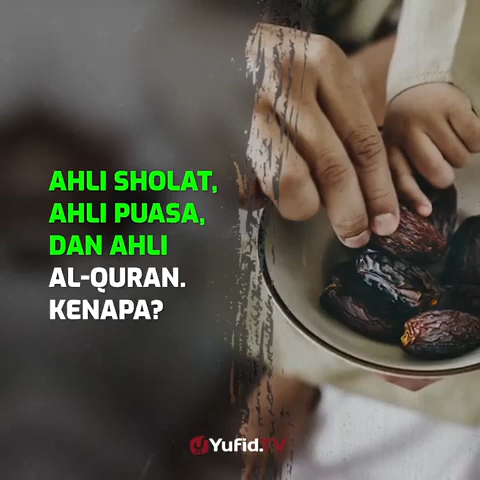 AHLI SHOLAT,
AHLI PUASA,
DAN AHLI
AL-QURAN.
KENAPA?
Yufid.TV